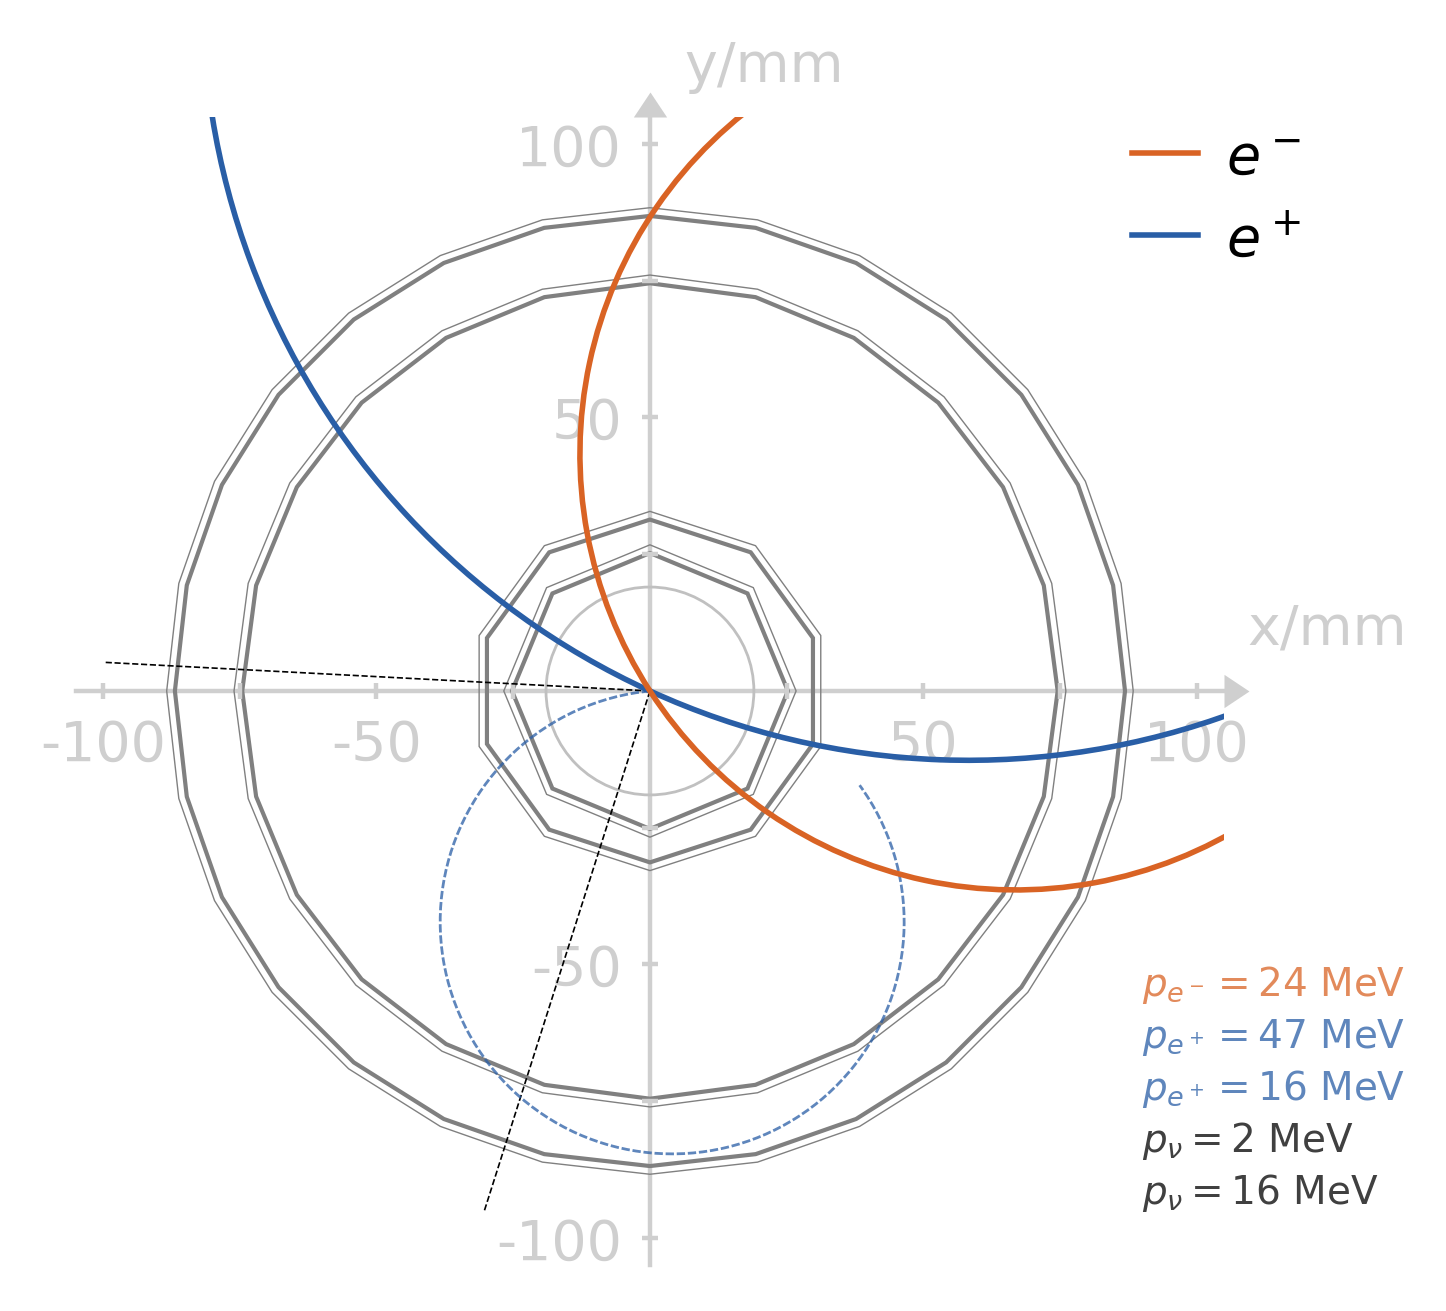 y/mm
100
e⁻
e⁺
50
x/mm
-100
-50
50
100
-50
p_{e⁻} = 24 MeV
p_{e⁺} = 47 MeV
p_{e⁺} = 16 MeV
p_ν = 2 MeV
p_ν = 16 MeV
-100